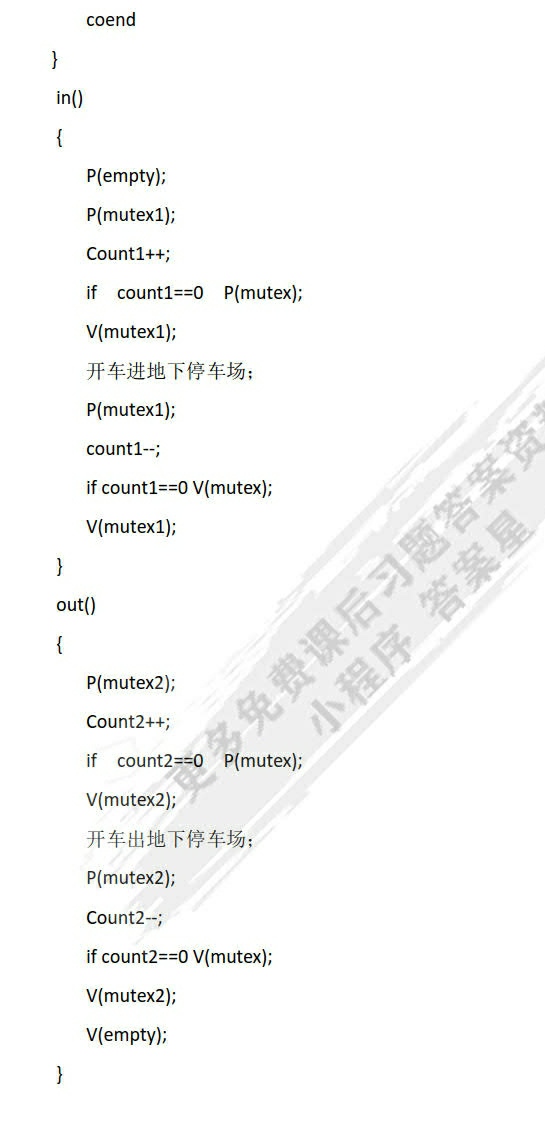 coend
}
in()
{
P(empty);
P(mutex1);
Count1++;
if count1==0 P(mutex);
V(mutex1);
开车进地下停车场；
P(mutex1);
count1--;
if count1==0 V(mutex);
V(mutex1);
}
out()
{
P(mutex2);
Count2++;
if count2==0 P(mutex);
V(mutex2);
开车出地下停车场；
P(mutex2);
Count2--;
if count2==0 V(mutex);
V(mutex2);
V(empty);
}
更多免费课后习题答案资料
小程序 答案星